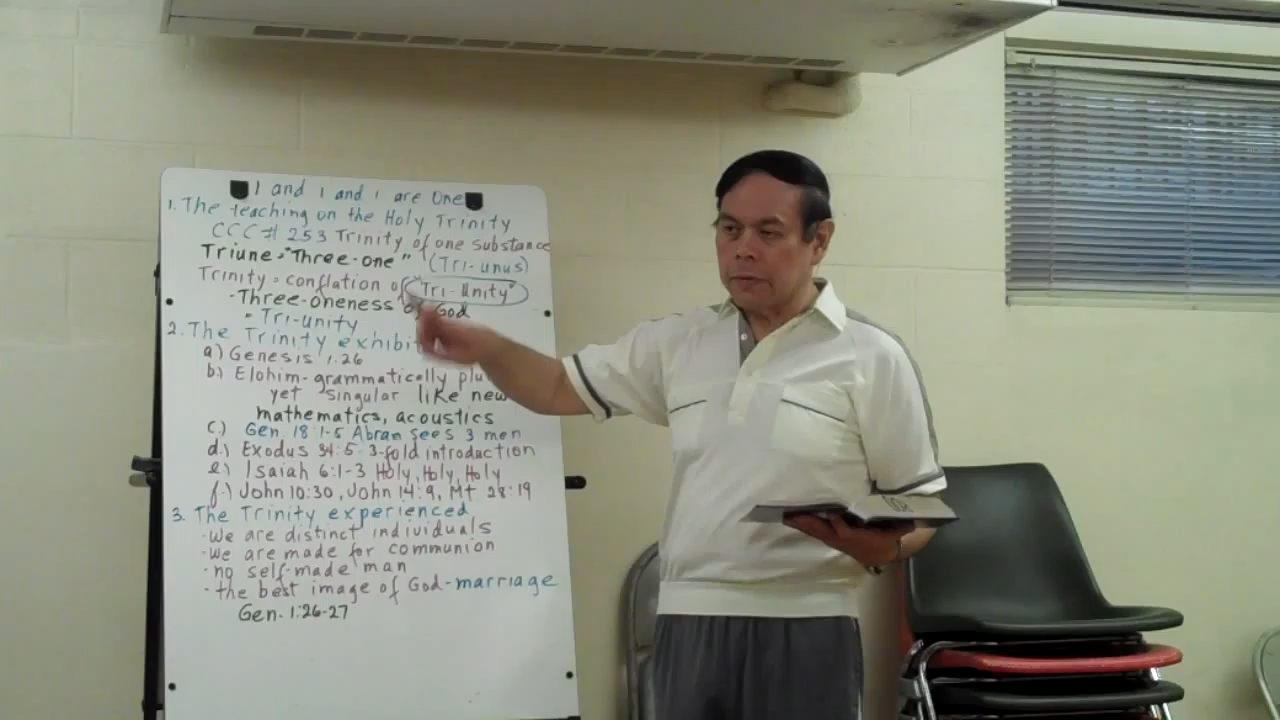 1 and 1 and 1 are One
1. The teaching on the Holy Trinity
CCC # 253 Trinity of one substance
Triune = "Three-one" (Tri-unus)
Trinity = conflation of "Tri-Unity"
- Three-oneness of God
= Tri-unity
2. The Trinity exhibi
a) Genesis 1.26
b) Elohim-grammatically plu
yet singular like new
mathematics, acoustics
c.) Gen. 18:1-5 Abram sees 3 men
d.) Exodus 34:5 3-fold introduction
e.) Isaiah 6:1-3 Holy, Holy, Holy
f.) John 10:30, John 14:9, Mt 28:19
3. The Trinity experienced
- We are distinct individuals
- We are made for communion
- no self-made man
- the best image of God-marriage
Gen. 1:26-27